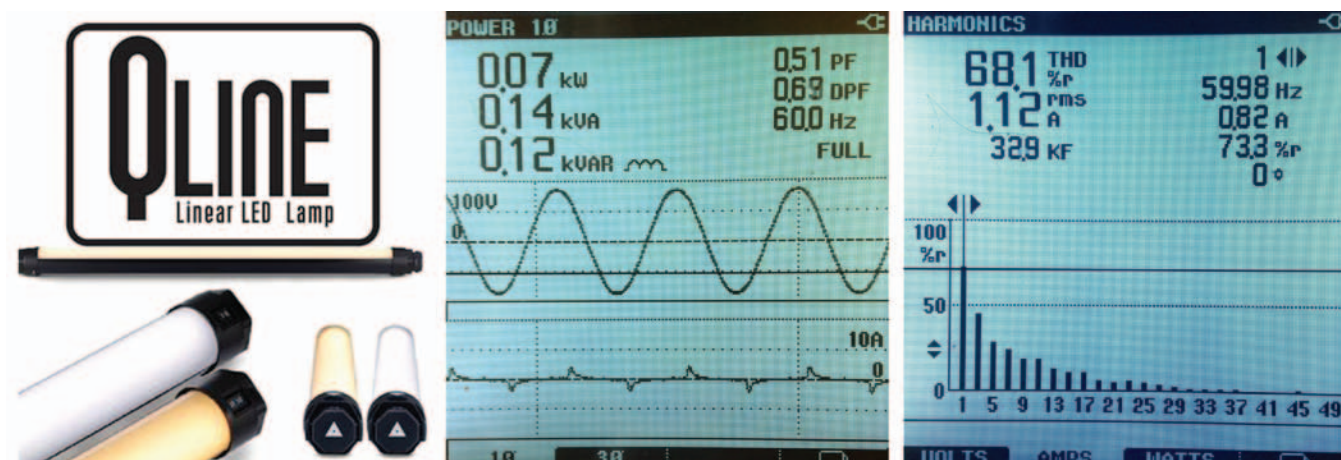 QLINE
Linear LED Lamp
POWER 1Ø
0.07 kW
0.51 PF
0.14 kVA
0.69 DPF
60.0 Hz
0.12 kVAR
FULL
100V
0
10A
0
1Ø 3Ø
HARMONICS
68.1 THD %r
1
1.12 rms A
59.98 Hz
0.82 A
32.9 KF
73.3 %r
0°
100
%r
50
0
1 5 9 13 17 21 25 29 33 37 41 45 49
VOLTS AMPS WATTS